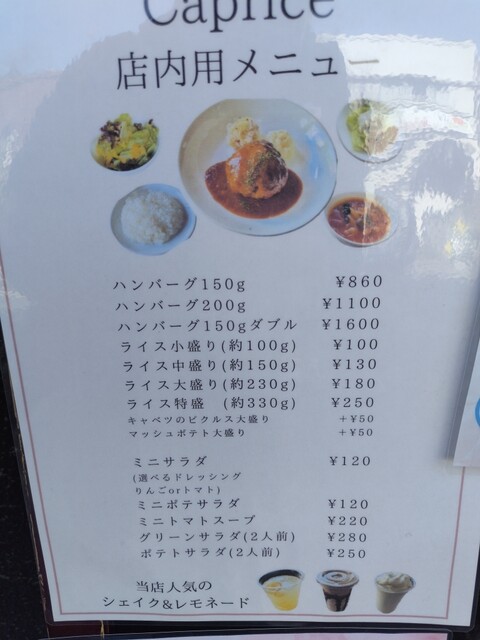 Caprice
店内用メニュー
ハンバーグ150g ¥860
ハンバーグ200g ¥1100
ハンバーグ150gダブル ¥1600
ライス小盛り(約100g) ¥100
ライス中盛り(約150g) ¥130
ライス大盛り(約230g) ¥180
ライス特盛 (約330g) ¥250
キャベツのピクルス大盛り +¥50
マッシュポテト大盛り +¥50
ミニサラダ ¥120
(選べるドレッシング
りんごorトマト)
ミニポテサラダ ¥120
ミニトマトスープ ¥220
グリーンサラダ(2人前) ¥280
ポテトサラダ(2人前) ¥250
当店人気の
シェイク&レモネード